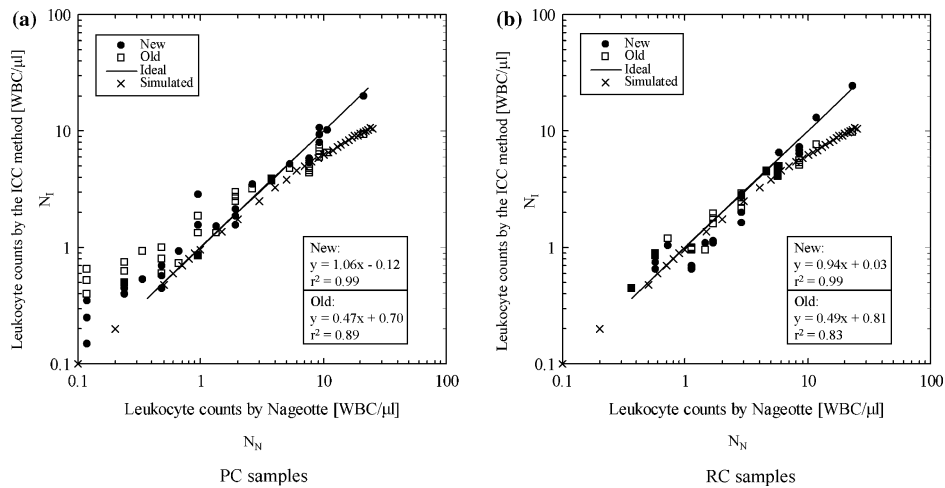 (a)
100
10
1
0.1
Leukocyte counts by the ICC method [WBC/μl]
N_I
New
Old
Ideal
Simulated
New:
y = 1.06x - 0.12
r² = 0.99
Old:
y = 0.47x + 0.70
r² = 0.89
0.1 1 10 100
Leukocyte counts by Nageotte [WBC/μl]
N_N
PC samples
(b)
100
10
1
0.1
Leukocyte counts by the ICC method [WBC/μl]
N_I
New
Old
Ideal
Simulated
New:
y = 0.94x + 0.03
r² = 0.99
Old:
y = 0.49x + 0.81
r² = 0.83
0.1 1 10 100
Leukocyte counts by Nageotte [WBC/μl]
N_N
RC samples